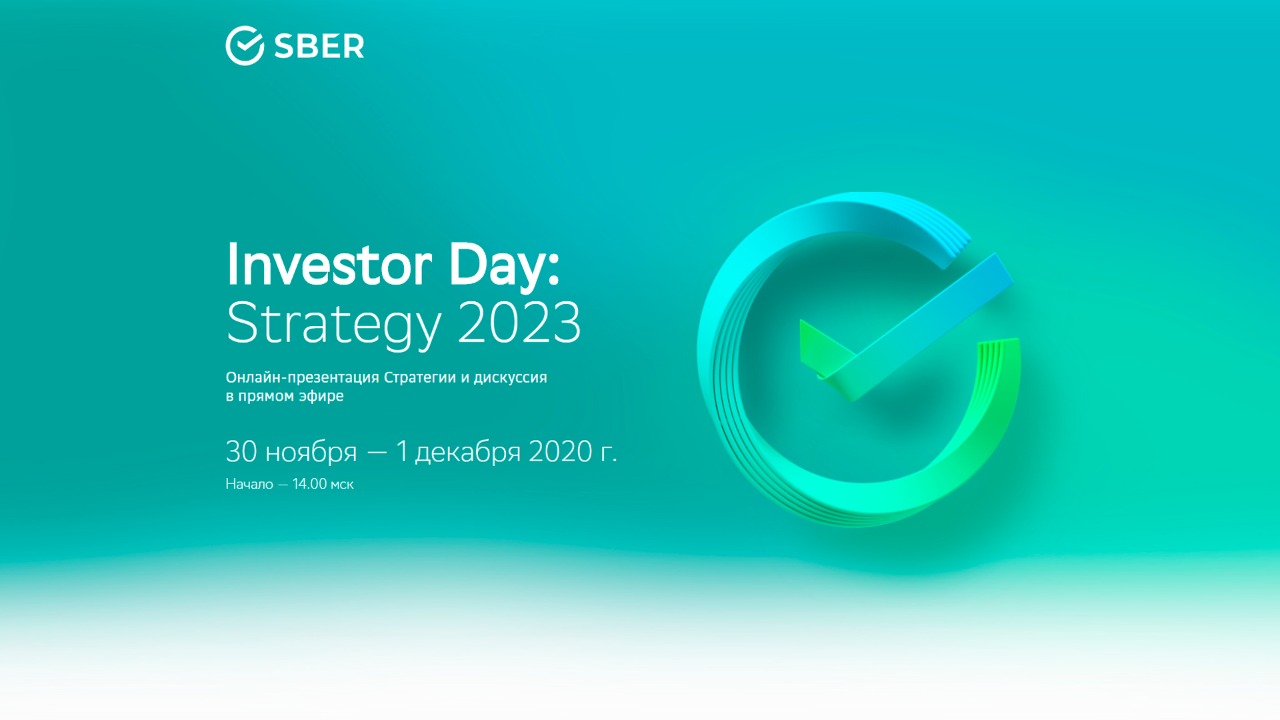 SBER
Investor Day:
Strategy 2023
Онлайн-презентация Стратегии и дискуссия
в прямом эфире
30 ноября — 1 декабря 2020 г.
Начало — 14.00 мск